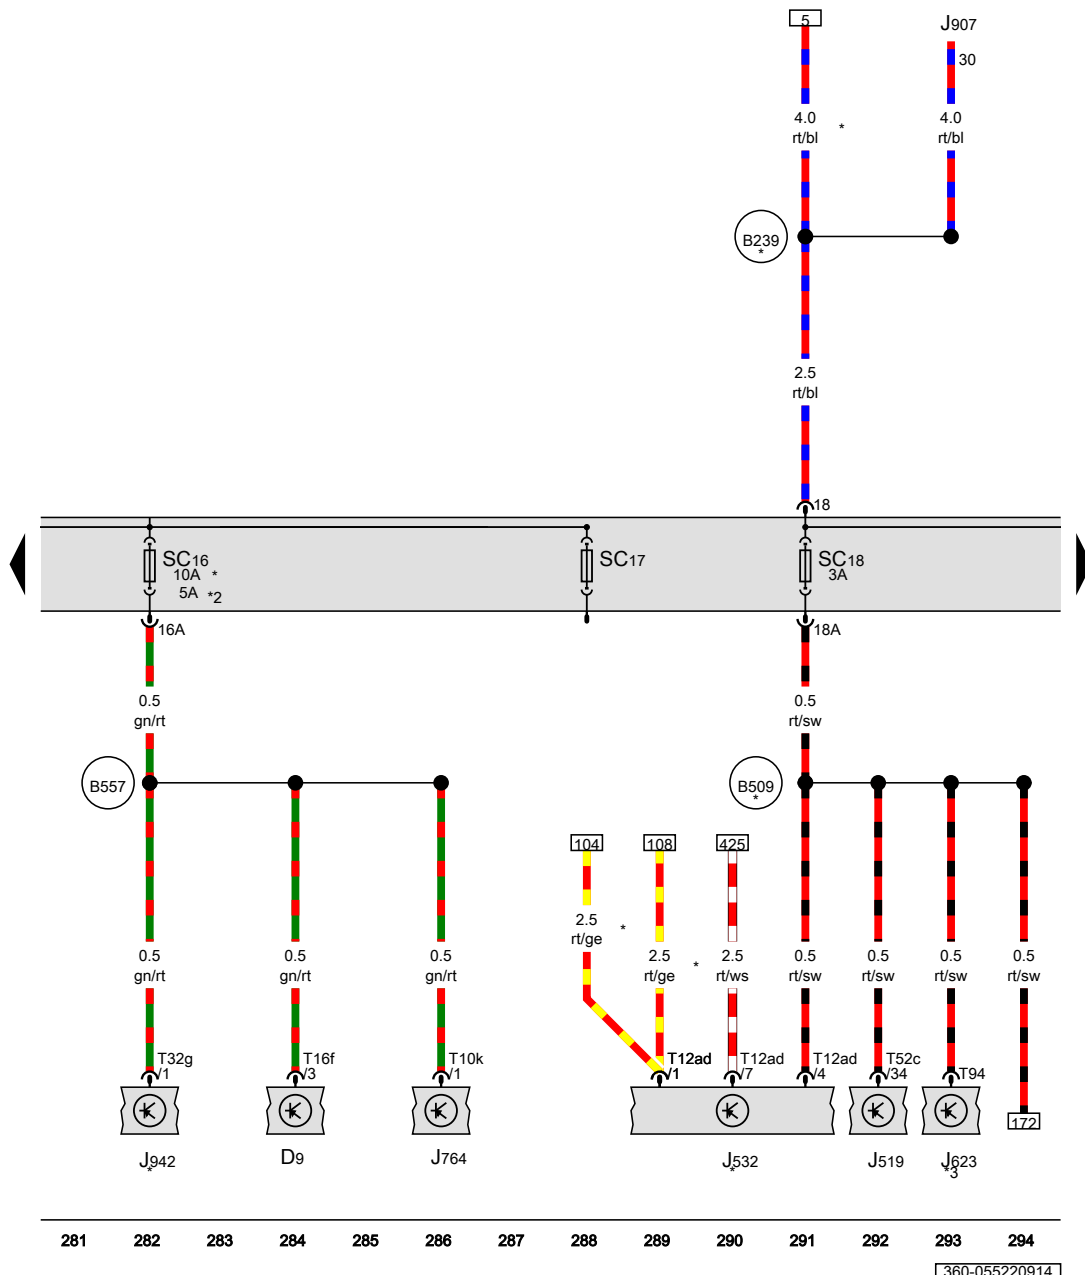 5
J907
30
4.0
rt/bl
*
4.0
rt/bl
B239
*
2.5
rt/bl
18
SC16
10A *
5A *2
SC17
SC18
3A
16A
18A
0.5
gn/rt
0.5
rt/sw
B557
B509
*
104
108
425
2.5
rt/ge
*
0.5
gn/rt
0.5
gn/rt
0.5
gn/rt
2.5
rt/ge
*
2.5
rt/ws
0.5
rt/sw
0.5
rt/sw
0.5
rt/sw
0.5
rt/sw
T32g
/1
T16f
/3
T10k
/1
T12ad
/1
T12ad
/7
T12ad
/4
T52c
/34
T94
172
J942
*
D9
J764
J532
*
J519
J623
*3
281 282 283 284 285 286 287 288 289 290 291 292 293 294
360-055220914